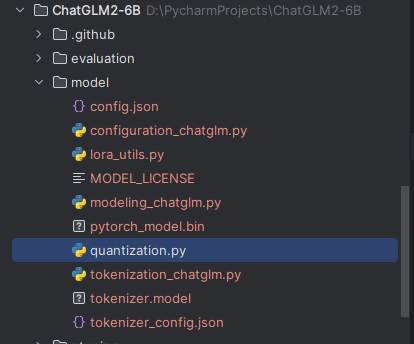 ChatGLM2-6B D:\PycharmProjects\ChatGLM2-6B
.github
evaluation
model
config.json
configuration_chatglm.py
lora_utils.py
MODEL_LICENSE
modeling_chatglm.py
pytorch_model.bin
quantization.py
tokenization_chatglm.py
tokenizer.model
tokenizer_config.json